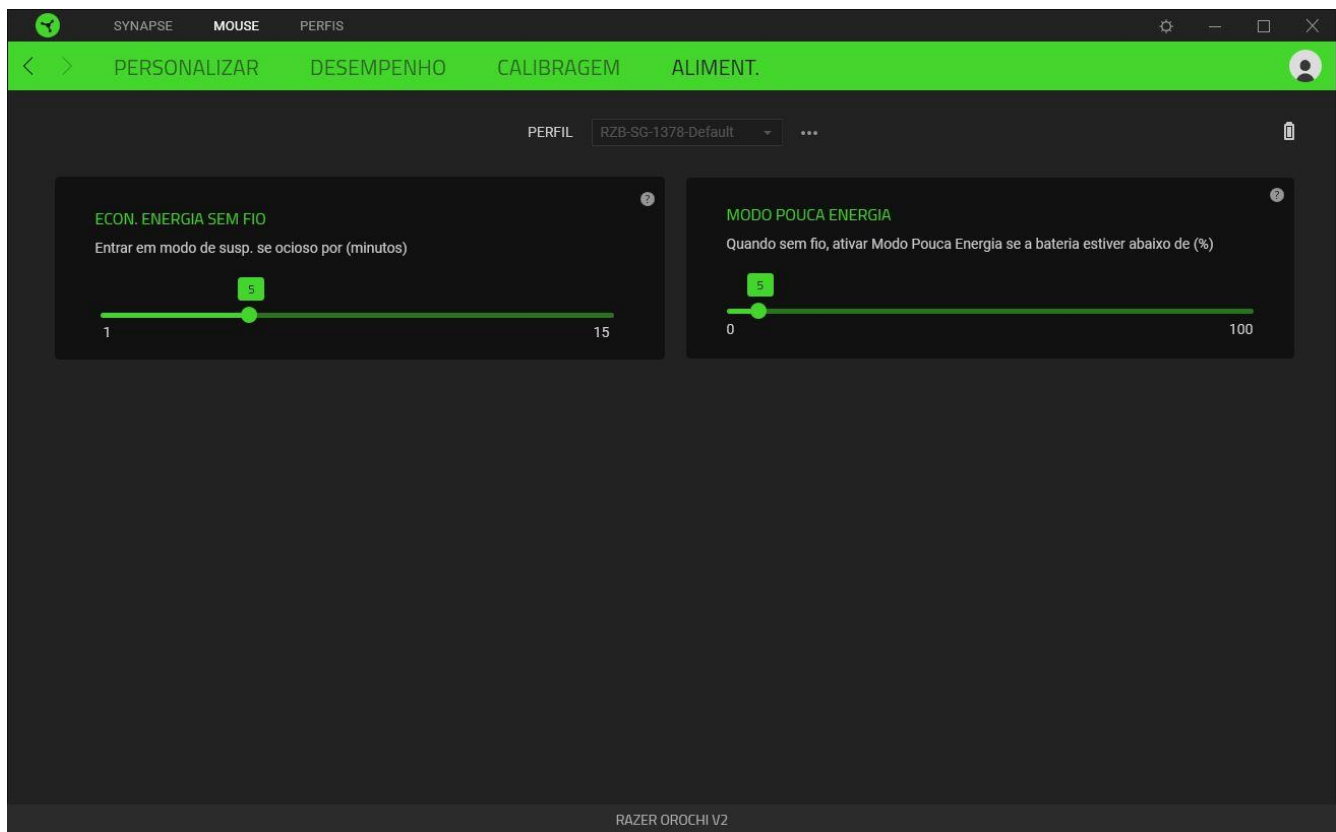 SYNAPSE MOUSE PERFIS
PERSONALIZAR DESEMPENHO CALIBRAGEM ALIMENT.
PERFIL RZB-SG-1378-Default
ECON. ENERGIA SEM FIO
Entrar em modo de susp. se ocioso por (minutos)
5
1 15
MODO POUCA ENERGIA
Quando sem fio, ativar Modo Pouca Energia se a bateria estiver abaixo de (%)
5
0 100
RAZER OROCHI V2